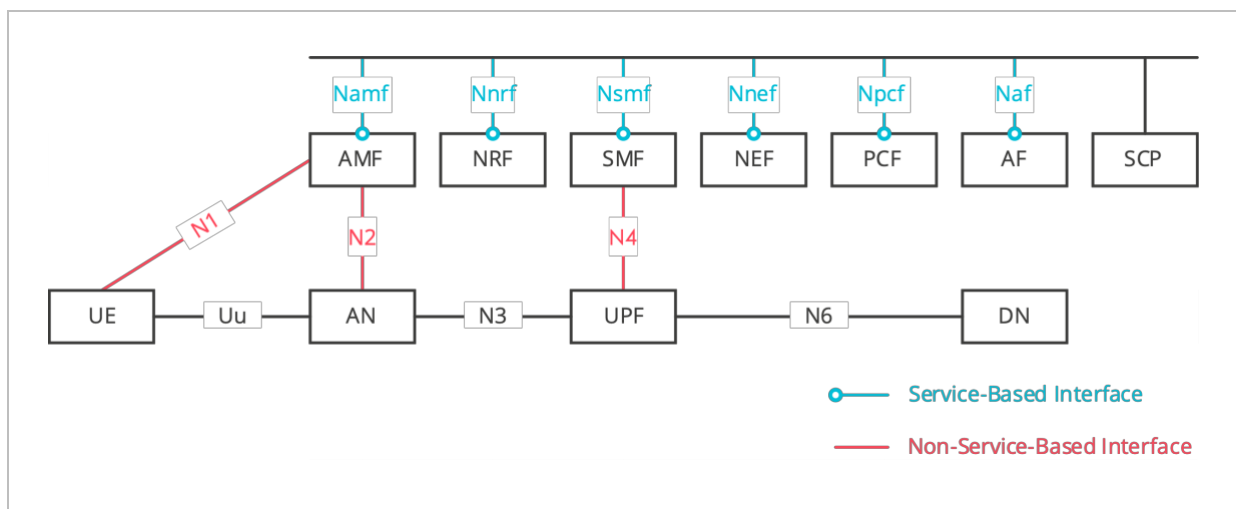 Namf Nnrf Nsmf Nnef Npcf Naf
AMF NRF SMF NEF PCF AF SCP
N1 N2 N4
UE Uu AN N3 UPF N6 DN
Service-Based Interface
Non-Service-Based Interface